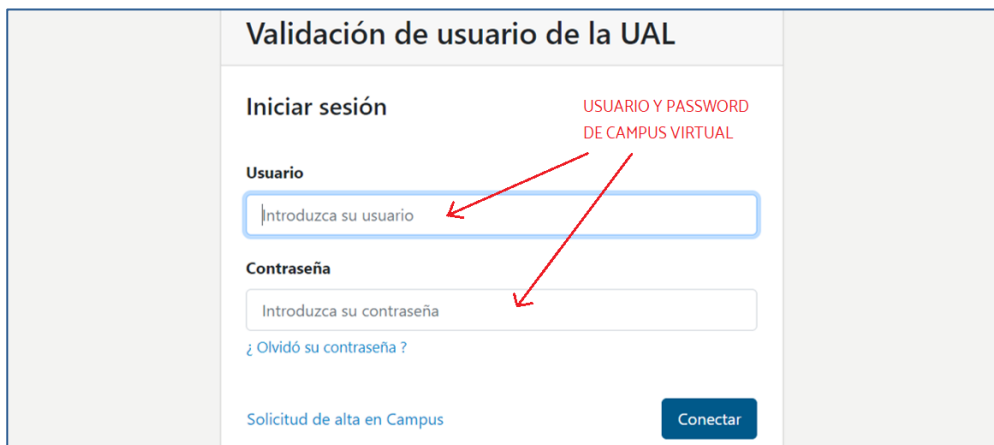 Validación de usuario de la UAL
Iniciar sesión
USUARIO Y PASSWORD
DE CAMPUS VIRTUAL
Usuario
Introduzca su usuario
Contraseña
Introduzca su contraseña
¿ Olvidó su contraseña ?
Solicitud de alta en Campus
Conectar